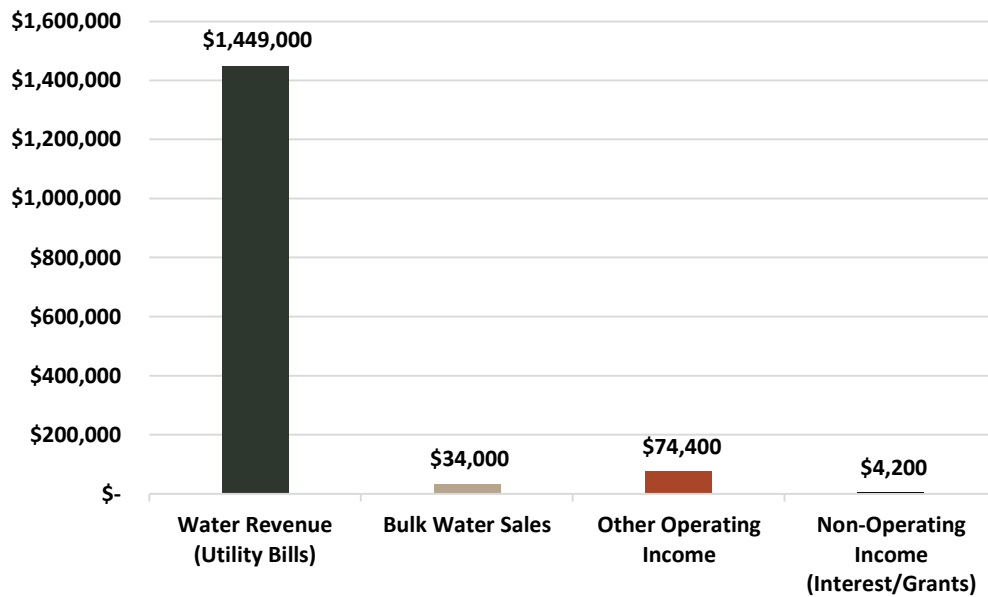 $1,600,000
$1,400,000
$1,200,000
$1,000,000
$800,000
$600,000
$400,000
$200,000
$-
$1,449,000
$34,000
$74,400
$4,200
Water Revenue
(Utility Bills)
Bulk Water Sales
Other Operating
Income
Non-Operating
Income
(Interest/Grants)